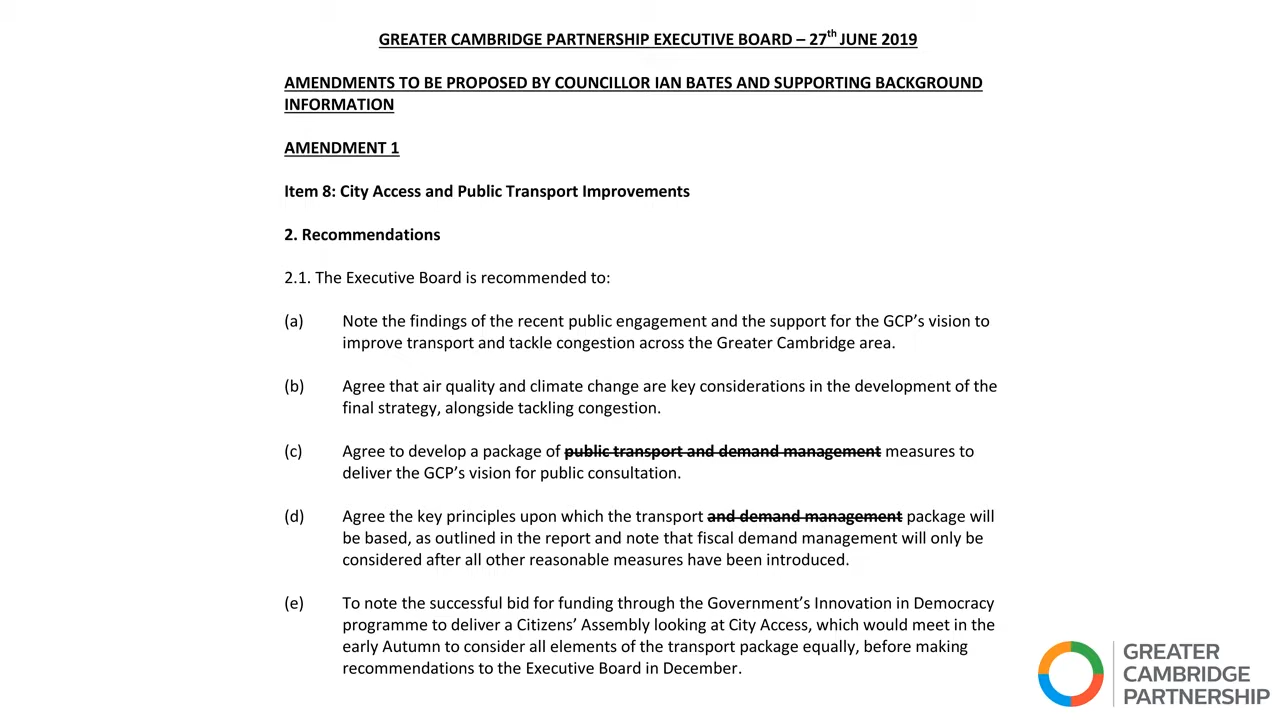 GREATER CAMBRIDGE PARTNERSHIP EXECUTIVE BOARD – 27th JUNE 2019
AMENDMENTS TO BE PROPOSED BY COUNCILLOR IAN BATES AND SUPPORTING BACKGROUND
INFORMATION
AMENDMENT 1
Item 8: City Access and Public Transport Improvements
2. Recommendations
2.1. The Executive Board is recommended to:
(a) Note the findings of the recent public engagement and the support for the GCP’s vision to
improve transport and tackle congestion across the Greater Cambridge area.
(b) Agree that air quality and climate change are key considerations in the development of the
final strategy, alongside tackling congestion.
(c) Agree to develop a package of public transport and demand management measures to
deliver the GCP’s vision for public consultation.
(d) Agree the key principles upon which the transport and demand management package will
be based, as outlined in the report and note that fiscal demand management will only be
considered after all other reasonable measures have been introduced.
(e) To note the successful bid for funding through the Government’s Innovation in Democracy
programme to deliver a Citizens’ Assembly looking at City Access, which would meet in the
early Autumn to consider all elements of the transport package equally, before making
recommendations to the Executive Board in December.
GREATER
CAMBRIDGE
PARTNERSHIP